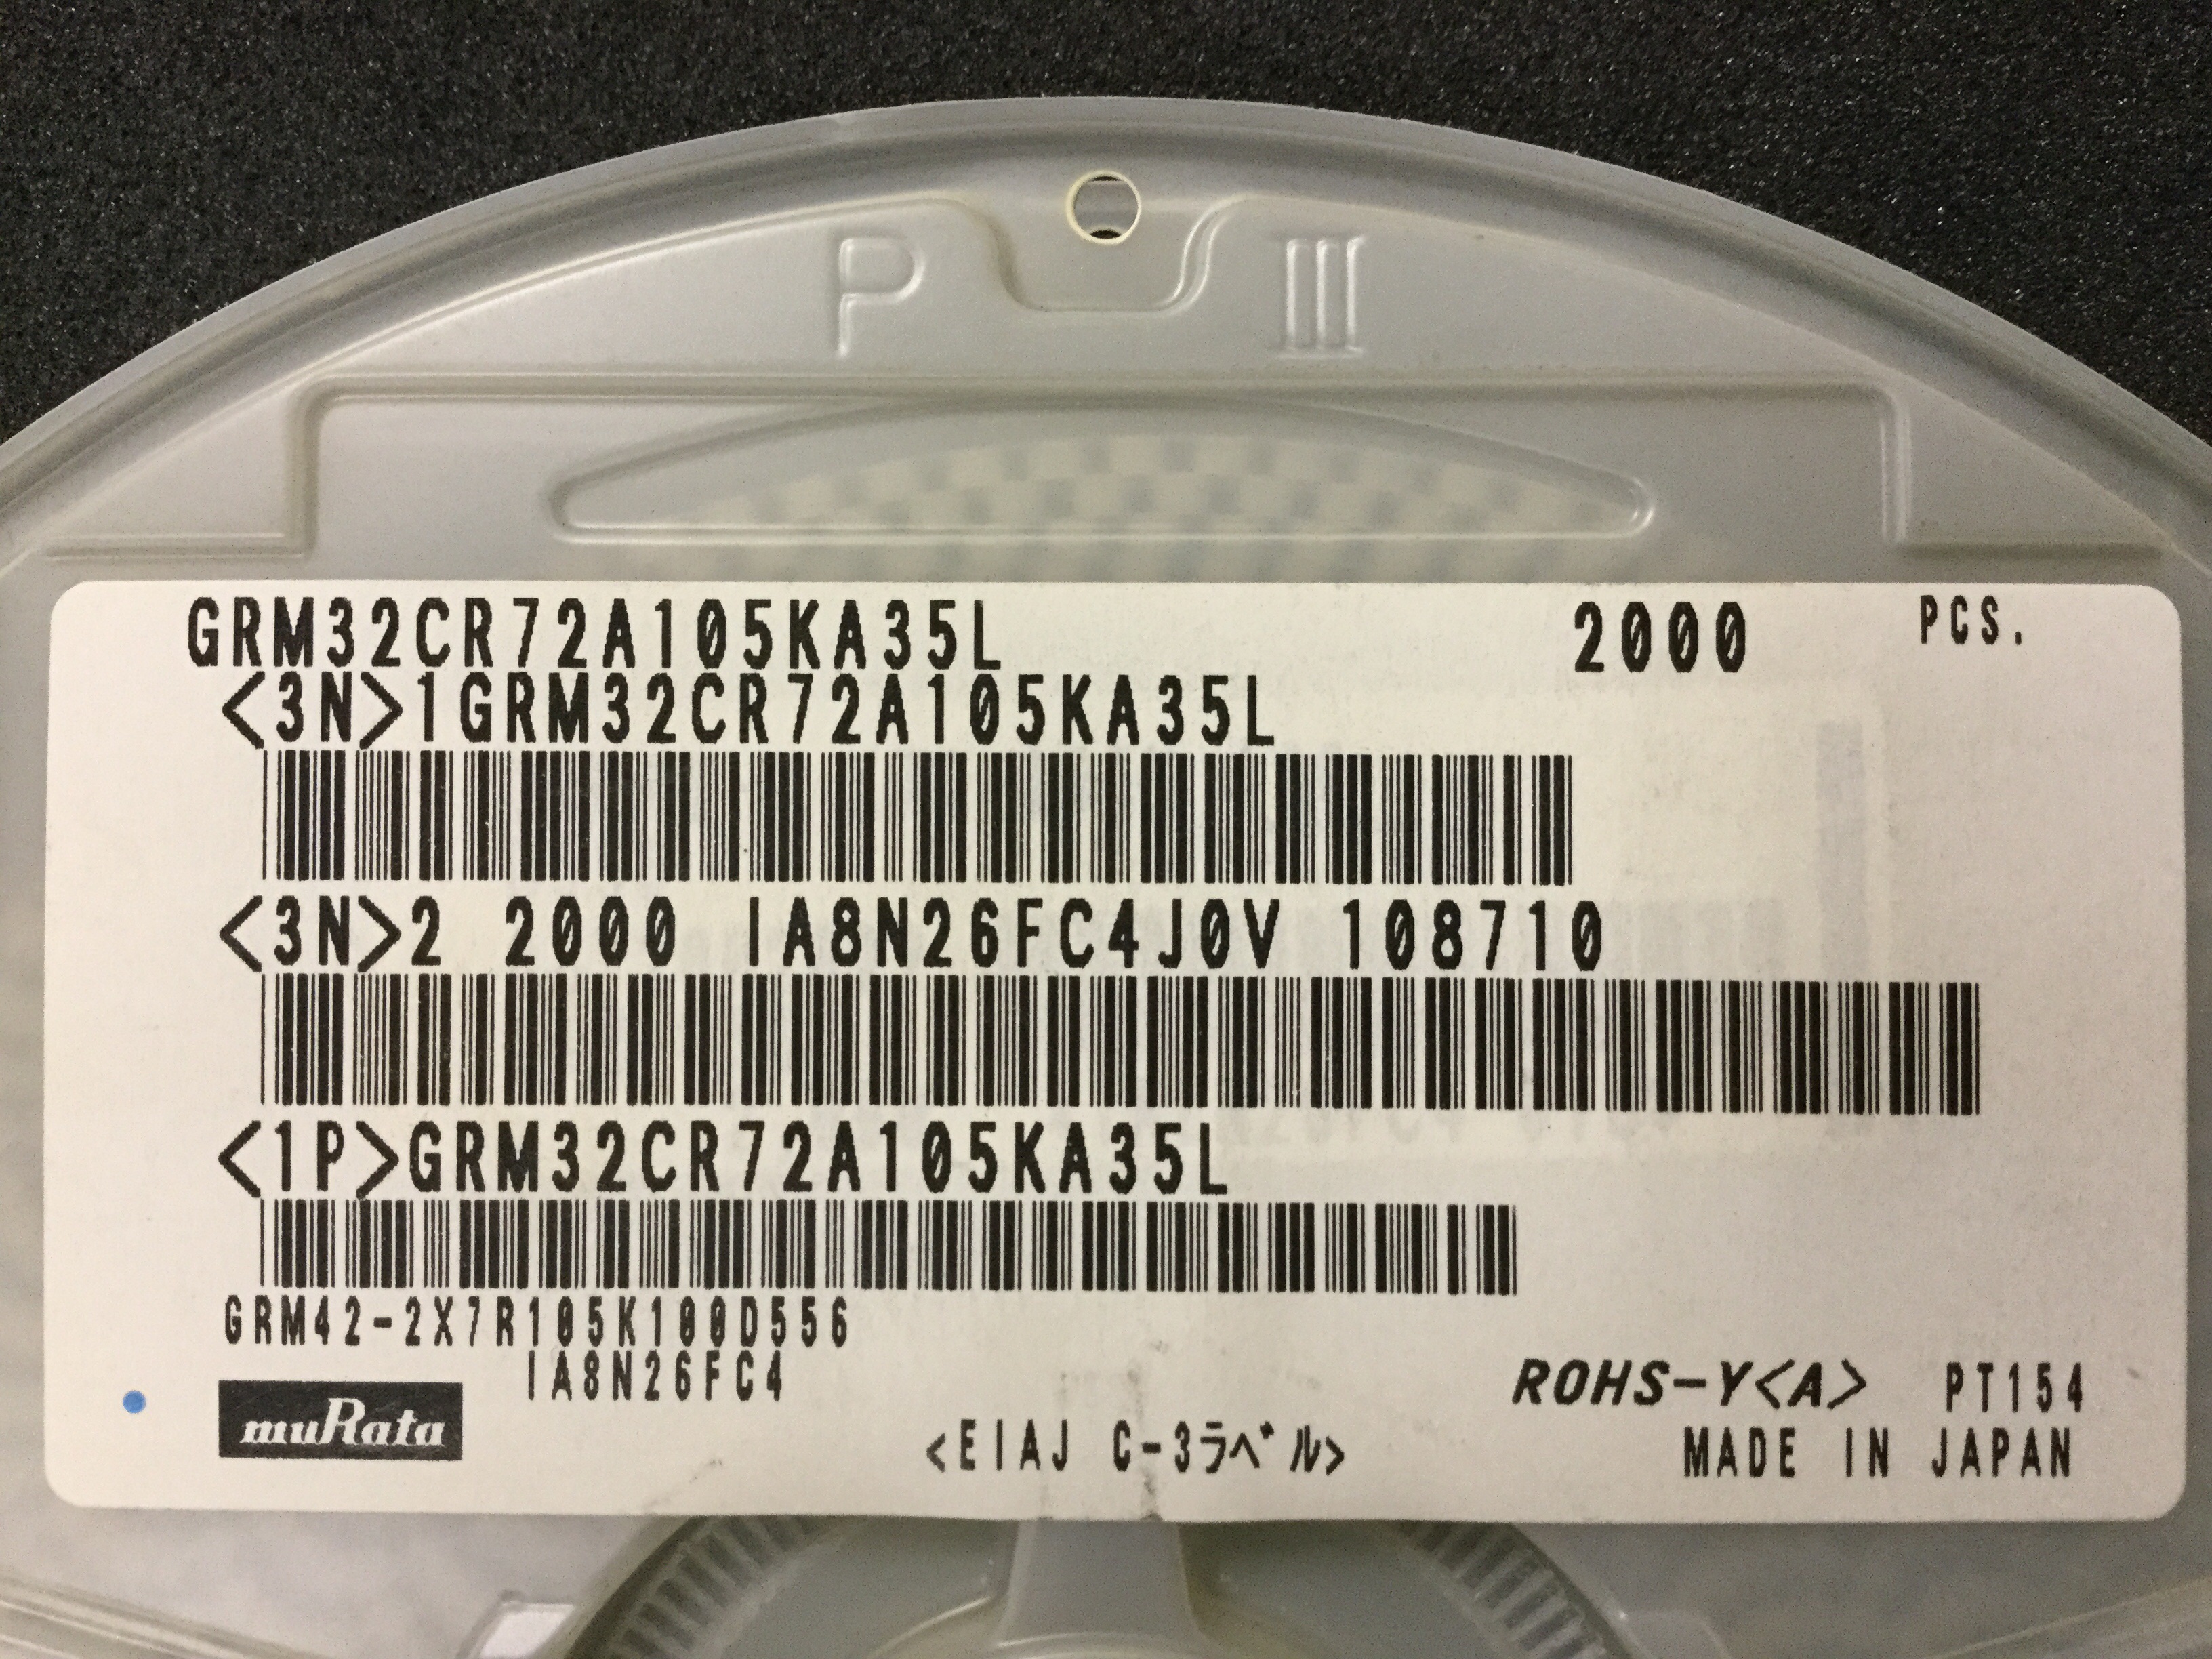 P III
GRM32CR72A105KA35L 2000 PCS.
<3N>1GRM32CR72A105KA35L
<3N>2 2000 IA8N26FC4J0V 108710
<1P>GRM32CR72A105KA35L
GRM42-2X7R105K100D556
IA8N26FC4
muRata
ROHS-Y<A> PT154
<EIAJ C-3ラベル>
MADE IN JAPAN